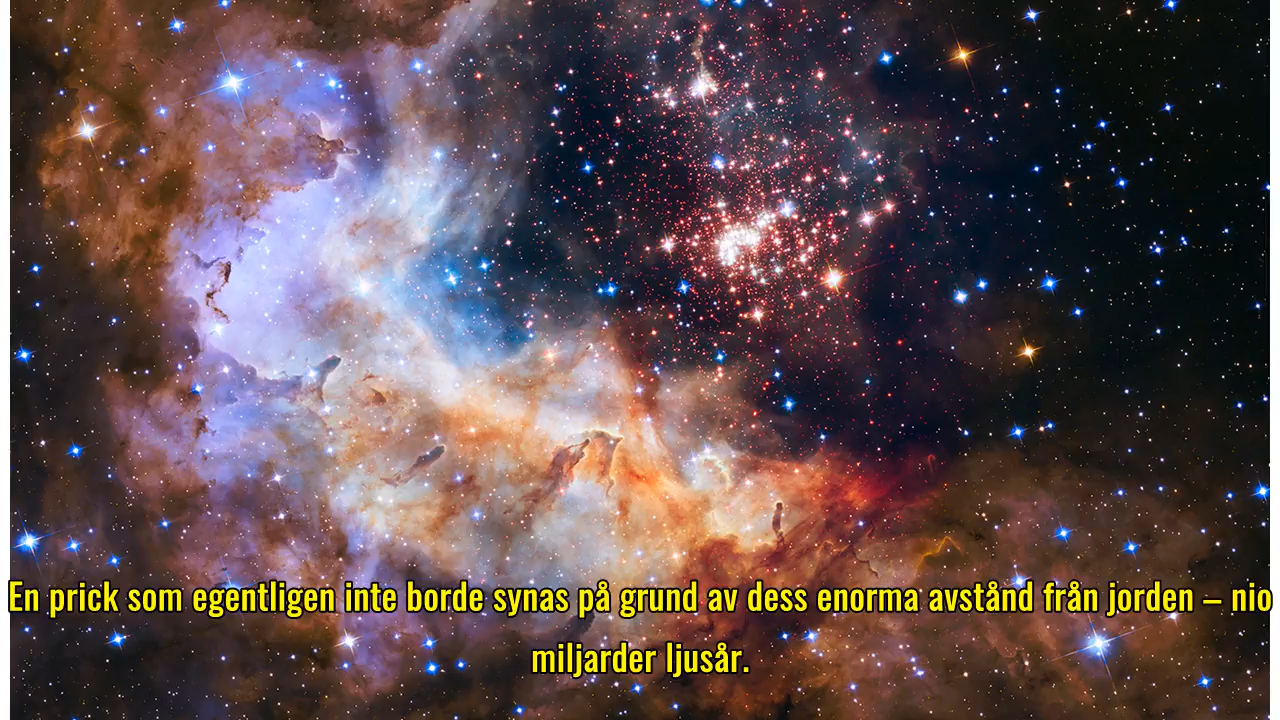 En prick som egentligen inte borde synas på grund av dess enorma avstånd från jorden – nio
miljarder ljusår.